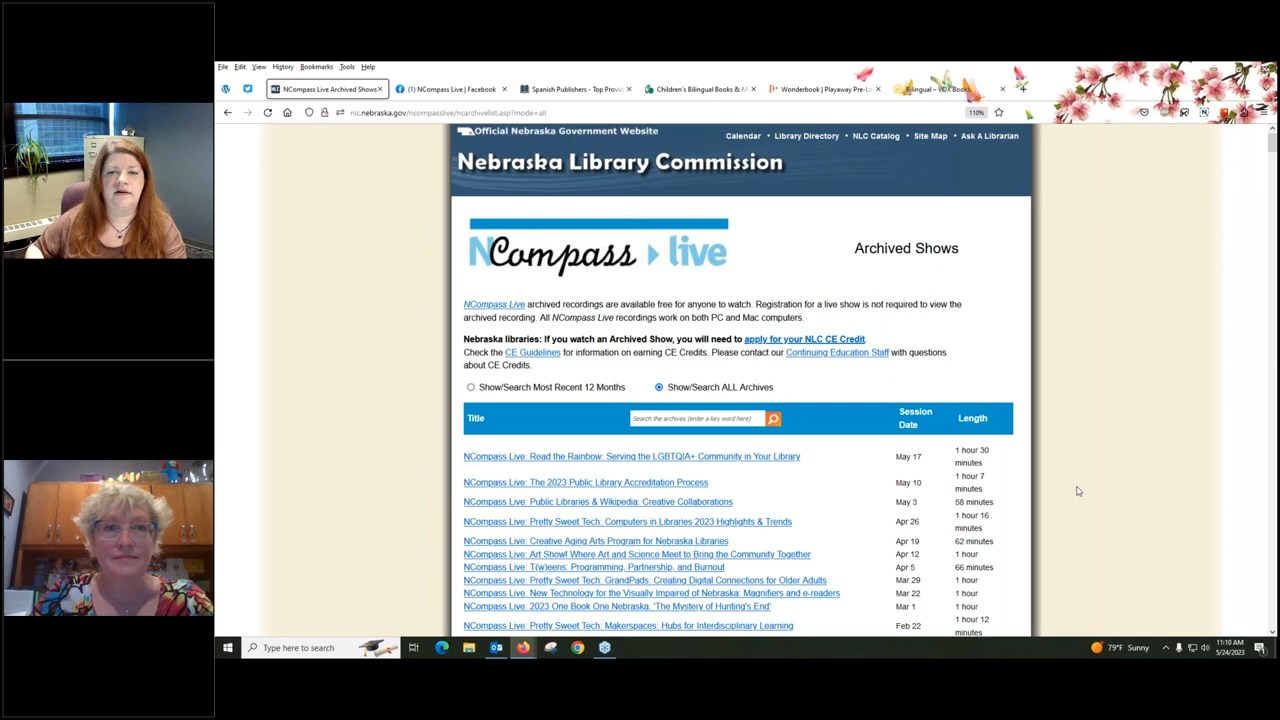 File Edit View History Bookmarks Tools Help
NCompass Live Archived Shows
(1) NCompass Live | Facebook
Spanish Publishers - Top Provid
Children's Bilingual Books & M
Wonderbook | Playaway Pre-Lo
Bilingual – VOX Books
nlc.nebraska.gov/ncompasslive/ncarchivelist.asp?mode=all
110%
Official Nebraska Government Website
Calendar • Library Directory • NLC Catalog • Site Map • Ask A Librarian
Nebraska Library Commission
NCompass live
Archived Shows
NCompass Live archived recordings are available free for anyone to watch. Registration for a live show is not required to view the
archived recording. All NCompass Live recordings work on both PC and Mac computers.
Nebraska libraries: If you watch an Archived Show, you will need to apply for your NLC CE Credit.
Check the CE Guidelines for information on earning CE Credits. Please contact our Continuing Education Staff with questions
about CE Credits.
Show/Search Most Recent 12 Months Show/Search ALL Archives
Title Search the archives (enter a key word here) Session Date Length
NCompass Live: Read the Rainbow: Serving the LGBTQIA+ Community in Your Library May 17 1 hour 30 minutes
NCompass Live: The 2023 Public Library Accreditation Process May 10 1 hour 7 minutes
NCompass Live: Public Libraries & Wikipedia: Creative Collaborations May 3 58 minutes
NCompass Live: Pretty Sweet Tech: Computers in Libraries 2023 Highlights & Trends Apr 26 1 hour 16 minutes
NCompass Live: Creative Aging Arts Program for Nebraska Libraries Apr 19 62 minutes
NCompass Live: Art Show! Where Art and Science Meet to Bring the Community Together Apr 12 1 hour
NCompass Live: T(w)eens: Programming, Partnership, and Burnout Apr 5 66 minutes
NCompass Live: Pretty Sweet Tech: GrandPads: Creating Digital Connections for Older Adults Mar 29 1 hour
NCompass Live: New Technology for the Visually Impaired of Nebraska: Magnifiers and e-readers Mar 22 1 hour
NCompass Live: 2023 One Book One Nebraska: 'The Mystery of Hunting's End' Mar 1 1 hour
NCompass Live: Pretty Sweet Tech: Makerspaces: Hubs for Interdisciplinary Learning Feb 22 1 hour 12 minutes
Type here to search
79°F Sunny
11:10 AM
5/24/2023